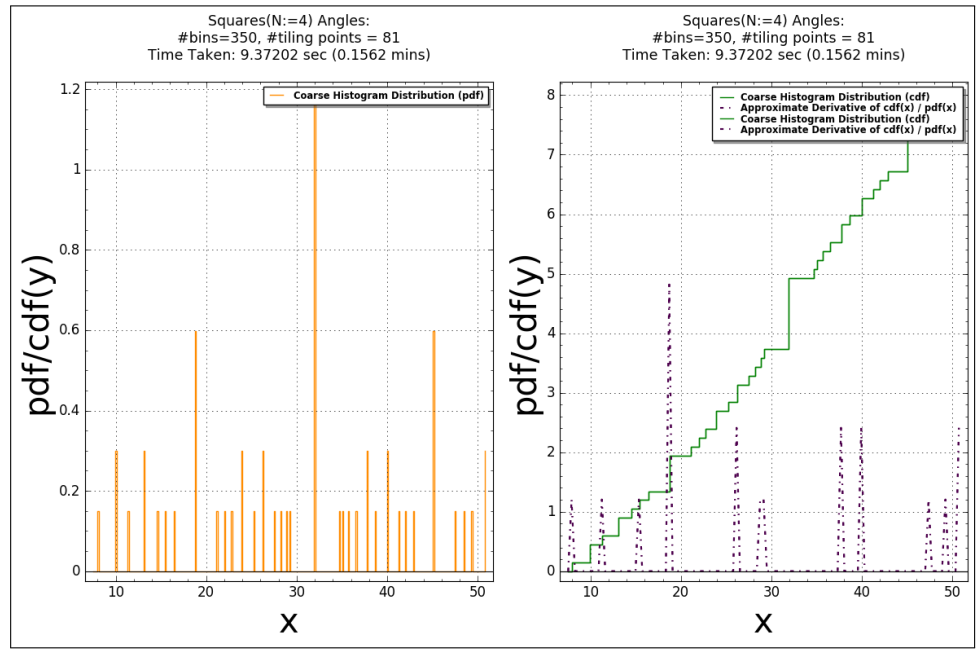 Squares(N:=4) Angles:
#bins=350, #tiling points = 81
Time Taken: 9.37202 sec (0.1562 mins)
Coarse Histogram Distribution (pdf)
pdf/cdf(y)
1.2
1
0.8
0.6
0.4
0.2
0
10
20
30
40
50
x
Squares(N:=4) Angles:
#bins=350, #tiling points = 81
Time Taken: 9.37202 sec (0.1562 mins)
Coarse Histogram Distribution (cdf)
Approximate Derivative of cdf(x) / pdf(x)
Coarse Histogram Distribution (cdf)
Approximate Derivative of cdf(x) / pdf(x)
pdf/cdf(y)
8
7
6
5
4
3
2
1
0
10
20
30
40
50
x